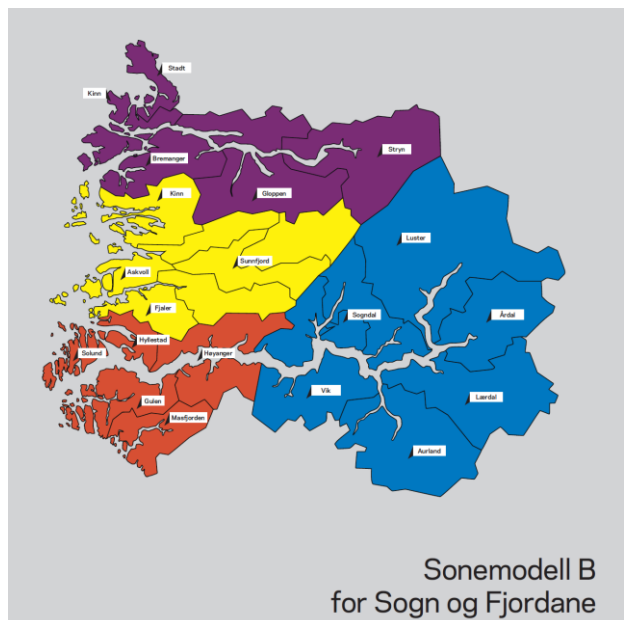 Stadt
Kinn
Bremanger
Stryn
Kinn
Gloppen
Luster
Sunnfjord
Askvoll
Fjaler
Sogndal
Årdal
Hyllestad
Solund
Høyanger
Vik
Lærdal
Gulen
Masfjorden
Aurland
Sonemodell B
for Sogn og Fjordane